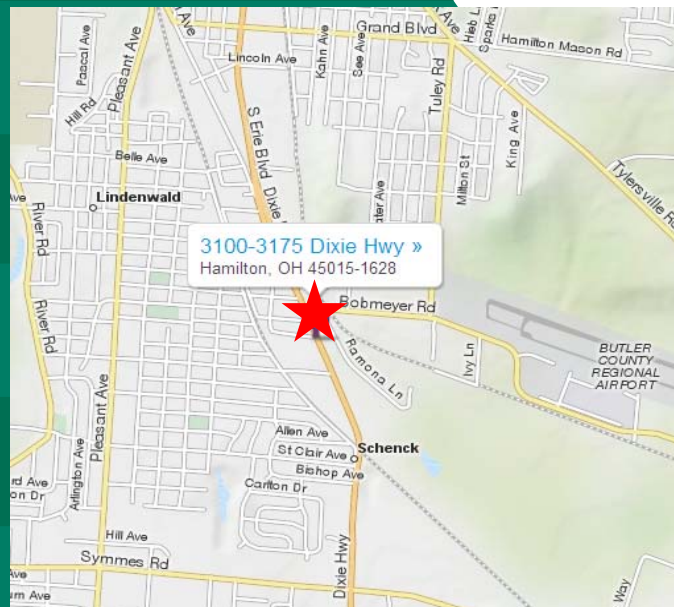 Grand Blvd
Hamilton Mason Rd
Pascal Ave
Pleasant Ave
Lincoln Ave
Kahn Ave
See Ave
Tuley Rd
Hill Rd
S Erie Blvd
Dixie
Milton St
King Ave
Belle Ave
Tylersville
Lindenwald
River Rd
3100-3175 Dixie Hwy »
Hamilton, OH 45015-1628
Bobmeyer Rd
River Rd
Ramona Ln
Ivy Ln
BUTLER
COUNTY
REGIONAL
AIRPORT
Pleasant Ave
Allen Ave
Schenck
St Clair Ave
Bishop Ave
Arlington Ave
Carlton Dr
Hill Ave
Symmes Rd
Dixie Hwy
Way